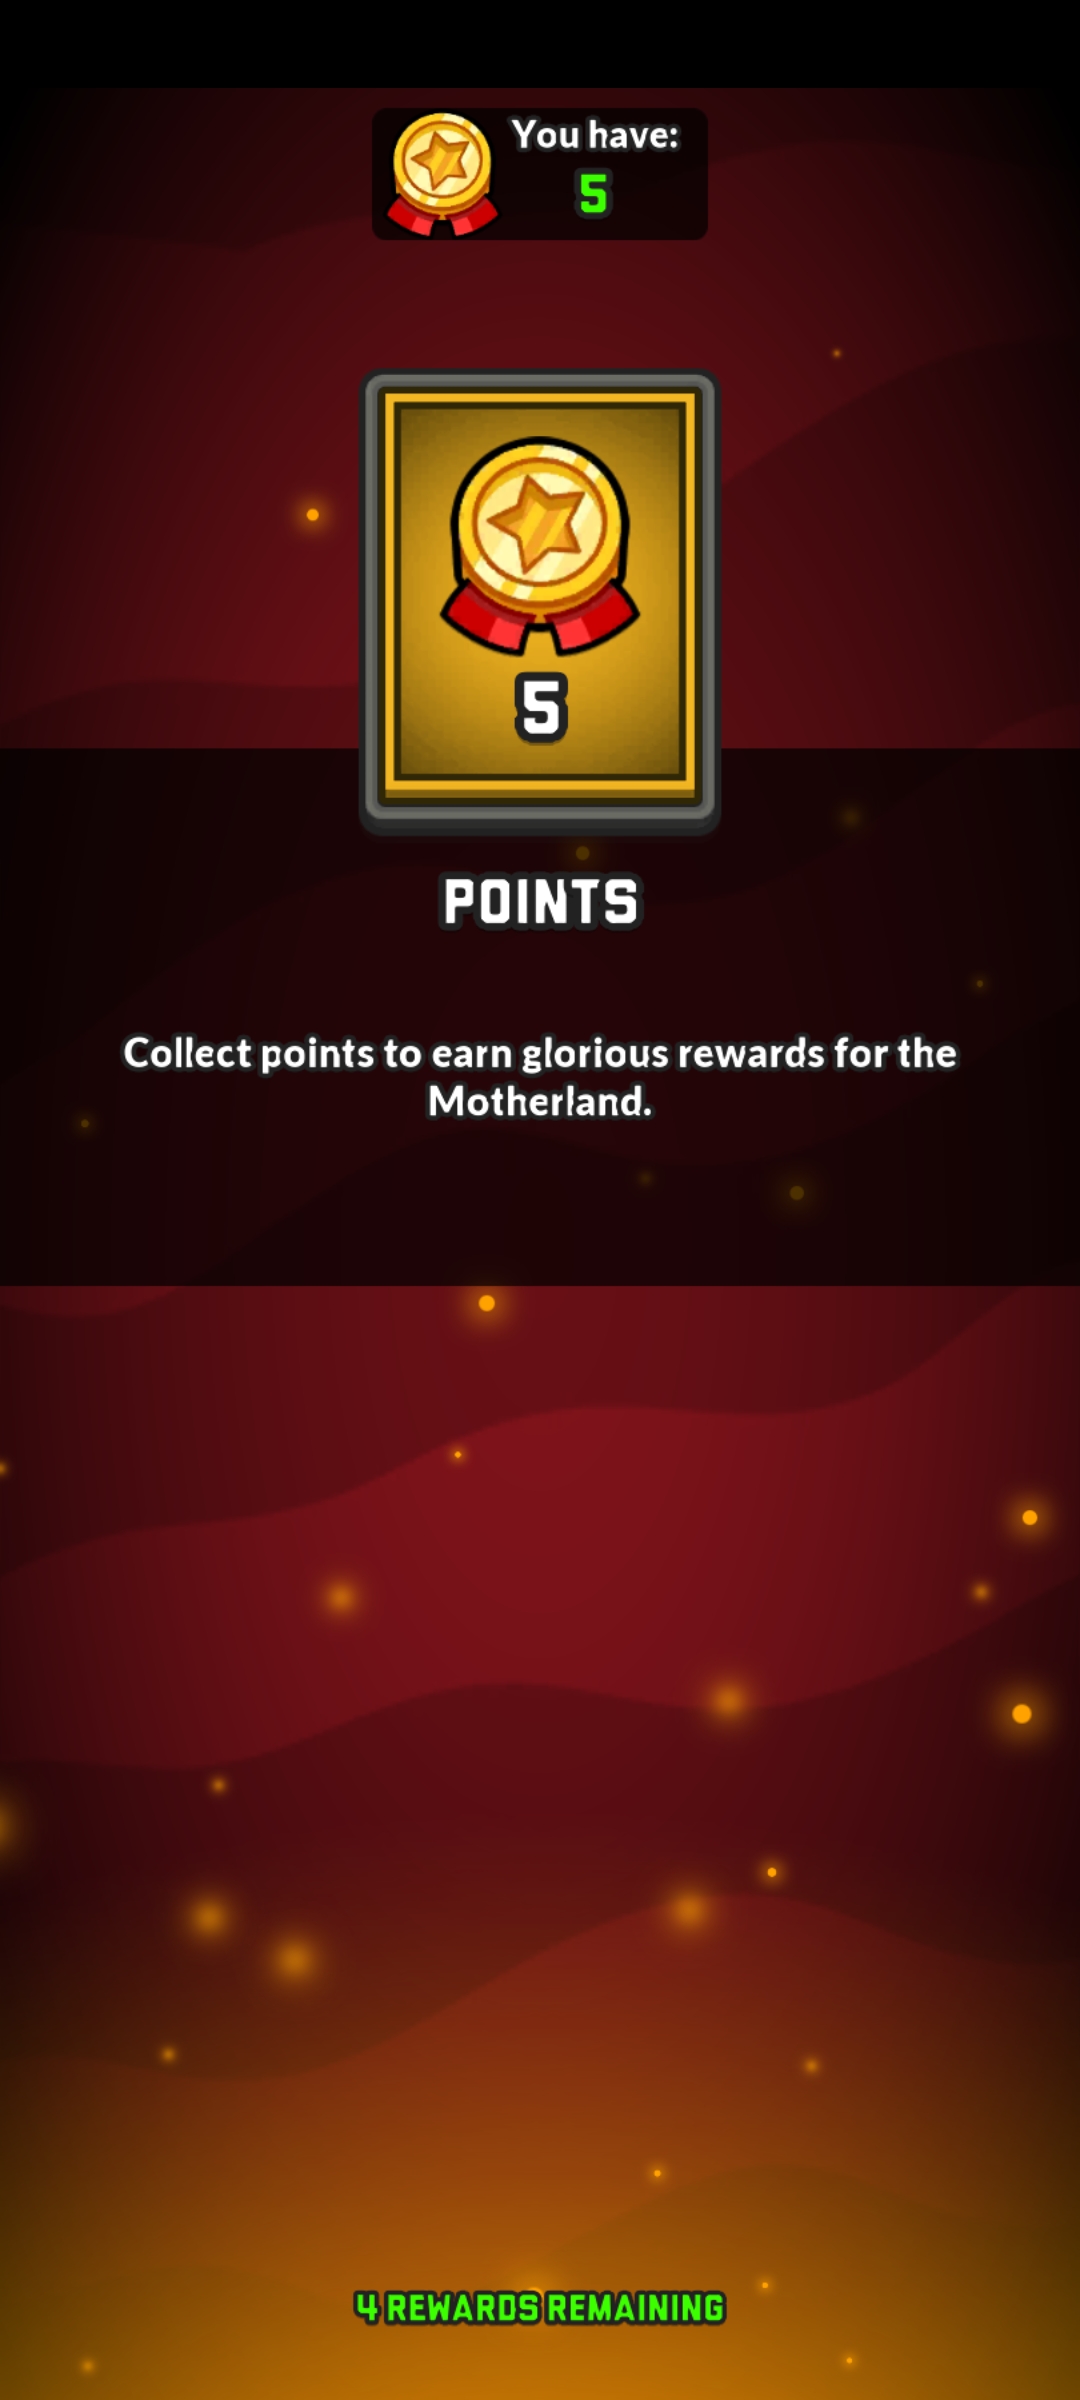 You have:
5
5
POINTS
Collect points to earn glorious rewards for the
Motherland.
4 REWARDS REMAINING